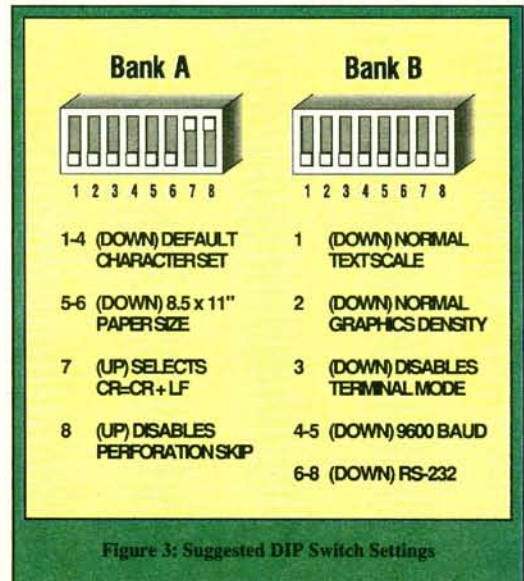 Bank A
1 2 3 4 5 6 7 8
1-4 (DOWN) DEFAULT
CHARACTER SET
5-6 (DOWN) 8.5 x 11"
PAPER SIZE
7 (UP) SELECTS
CR=CR + LF
8 (UP) DISABLES
PERFORATION SKIP
Bank B
1 2 3 4 5 6 7 8
1 (DOWN) NORMAL
TEXT SCALE
2 (DOWN) NORMAL
GRAPHICS DENSITY
3 (DOWN) DISABLES
TERMINAL MODE
4-5 (DOWN) 9600 BAUD
6-8 (DOWN) RS-232
Figure 3: Suggested DIP Switch Settings